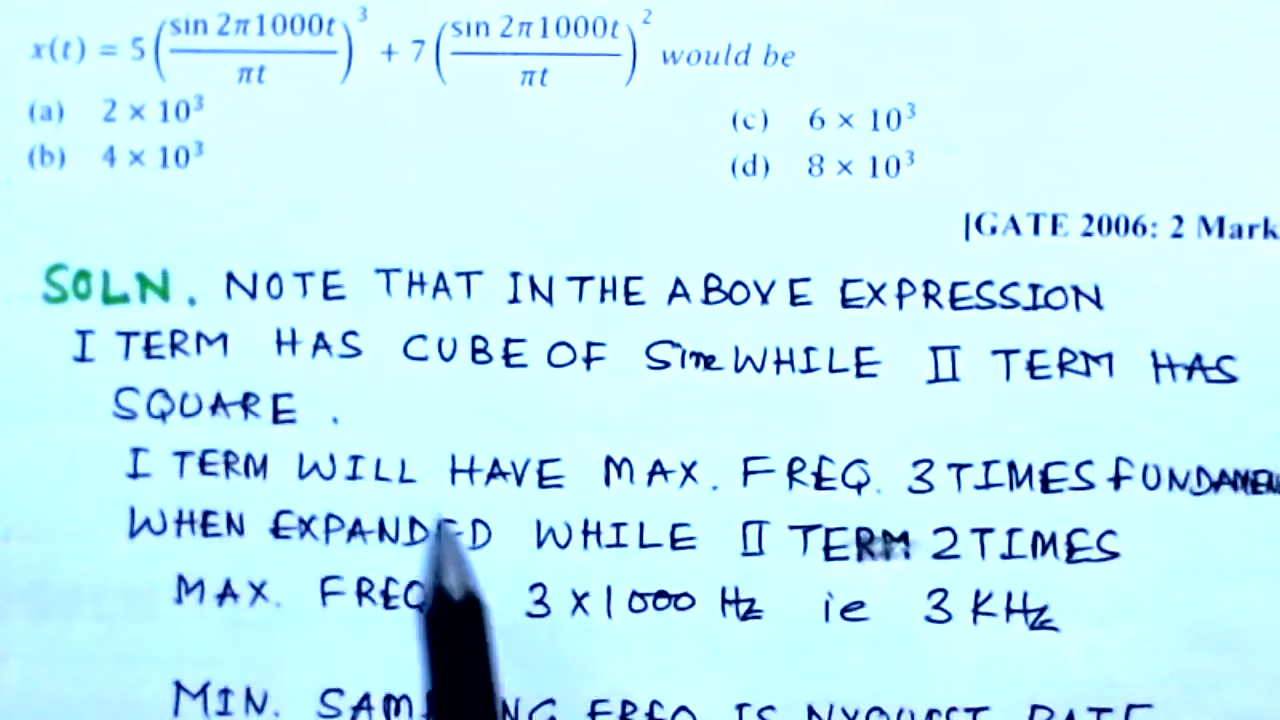 x(t) = 5 (sin 2π1000t / πt)³ + 7 (sin 2π1000t / πt)² would be
(a) 2 × 10³
(c) 6 × 10³
(b) 4 × 10³
(d) 8 × 10³
[GATE 2006: 2 Mark
SOLN. NOTE THAT IN THE ABOVE EXPRESSION
I TERM HAS CUBE OF Sine WHILE II TERM HAS
SQUARE.
I TERM WILL HAVE MAX. FREQ. 3 TIMES
WHEN EXPANDED WHILE II TERM 2 TIMES
MAX. FREQ 3 X 1000 Hz ie 3 KHz
MIN. IS NYQUIST RATE